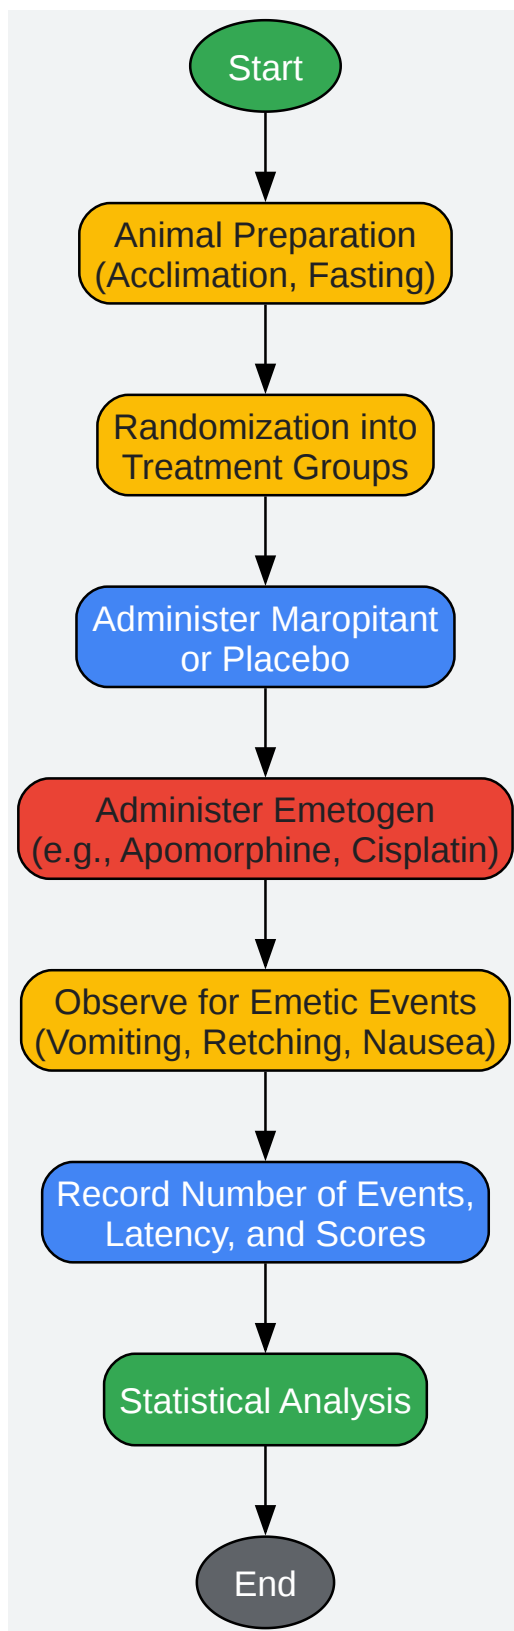 Start
Animal Preparation
(Acclimation, Fasting)
Randomization into
Treatment Groups
Administer Maropitant
or Placebo
Administer Emetogen
(e.g., Apomorphine, Cisplatin)
Observe for Emetic Events
(Vomiting, Retching, Nausea)
Record Number of Events,
Latency, and Scores
Statistical Analysis
End